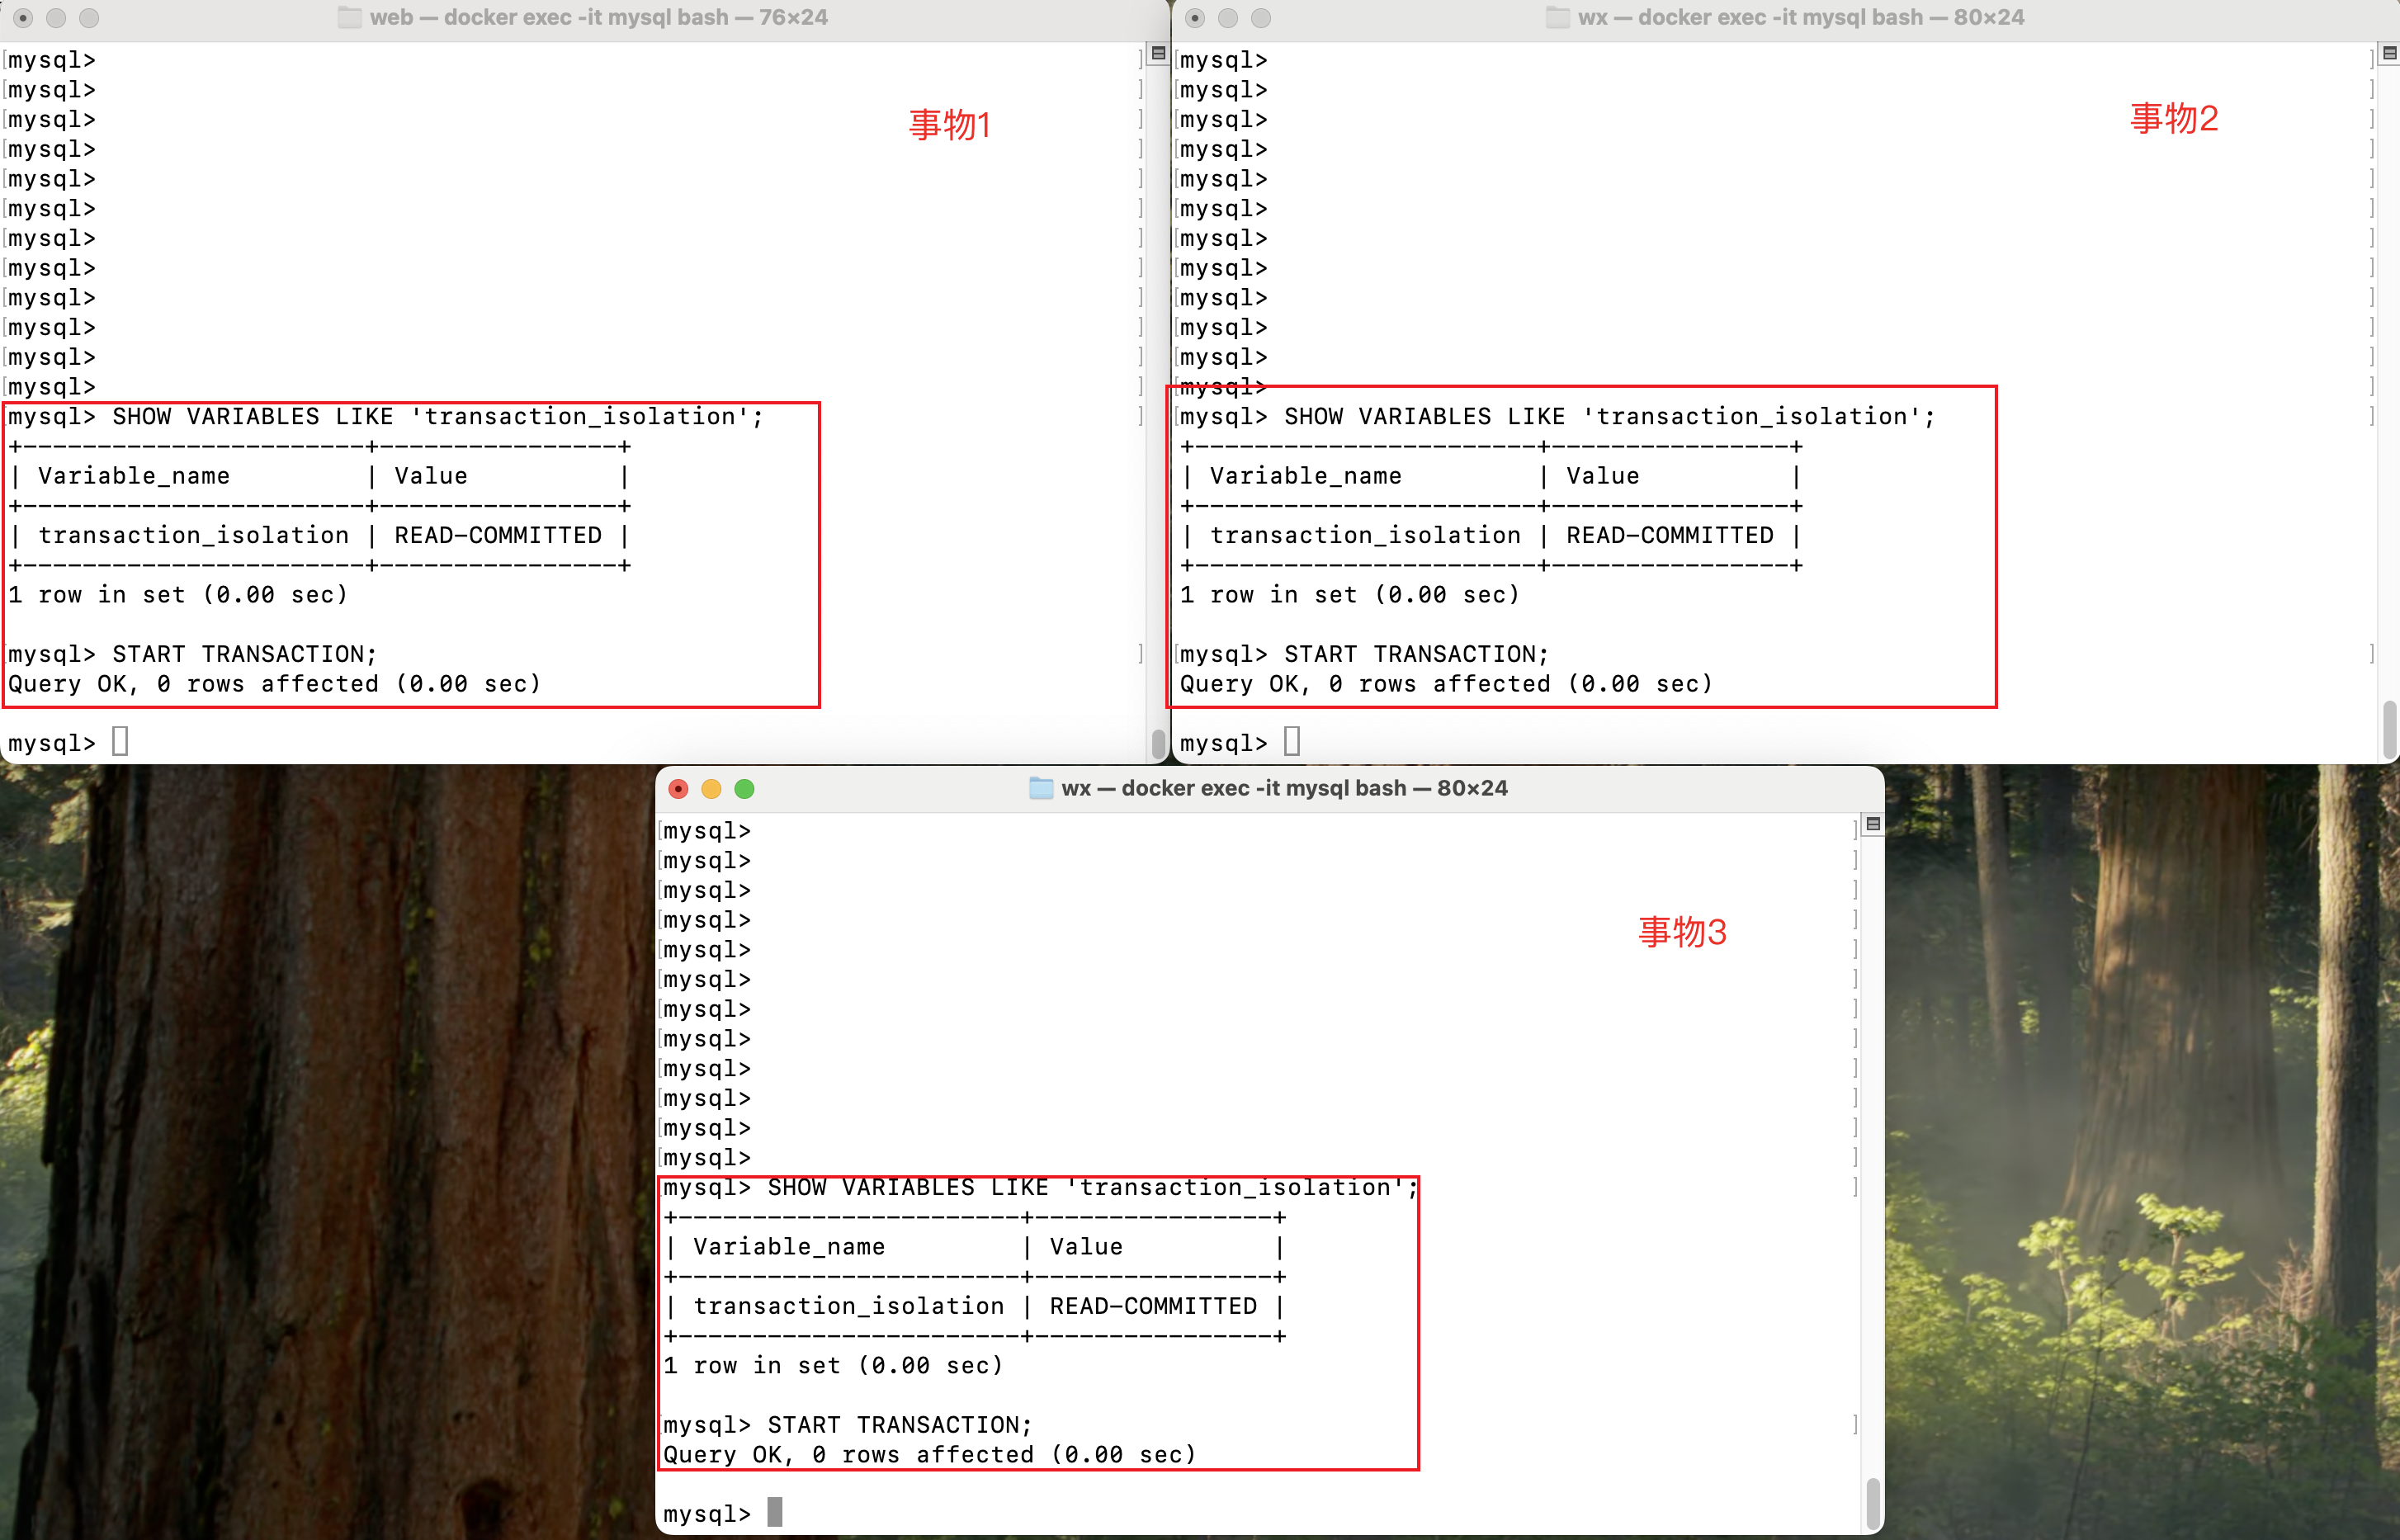 web — docker exec -it mysql bash — 76×24
mysql>
mysql>
mysql>
mysql>
mysql>
mysql>
mysql>
mysql>
mysql>
mysql>
mysql>
mysql>
事物1
mysql> SHOW VARIABLES LIKE 'transaction_isolation';
+-----------------------+----------------+
| Variable_name         | Value          |
+-----------------------+----------------+
| transaction_isolation | READ-COMMITTED |
+-----------------------+----------------+
1 row in set (0.00 sec)
mysql> START TRANSACTION;
Query OK, 0 rows affected (0.00 sec)
mysql>
wx — docker exec -it mysql bash — 80×24
mysql>
mysql>
mysql>
mysql>
mysql>
mysql>
mysql>
mysql>
mysql>
mysql>
mysql>
mysql>
事物2
mysql> SHOW VARIABLES LIKE 'transaction_isolation';
+-----------------------+----------------+
| Variable_name         | Value          |
+-----------------------+----------------+
| transaction_isolation | READ-COMMITTED |
+-----------------------+----------------+
1 row in set (0.00 sec)
mysql> START TRANSACTION;
Query OK, 0 rows affected (0.00 sec)
mysql>
wx — docker exec -it mysql bash — 80×24
mysql>
mysql>
mysql>
mysql>
mysql>
mysql>
mysql>
mysql>
mysql>
mysql>
mysql>
mysql>
事物3
mysql> SHOW VARIABLES LIKE 'transaction_isolation';
+-----------------------+----------------+
| Variable_name         | Value          |
+-----------------------+----------------+
| transaction_isolation | READ-COMMITTED |
+-----------------------+----------------+
1 row in set (0.00 sec)
mysql> START TRANSACTION;
Query OK, 0 rows affected (0.00 sec)
mysql>